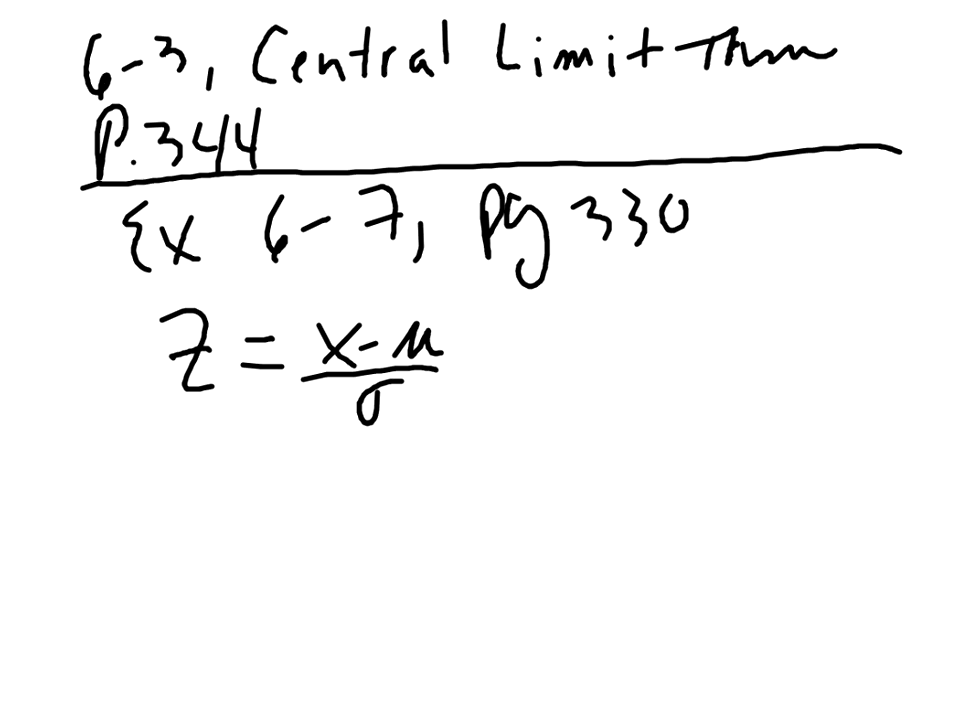 6-3, Central Limit Thm
P. 344
Ex 6-7, pg 330
Z = x-μ/σ